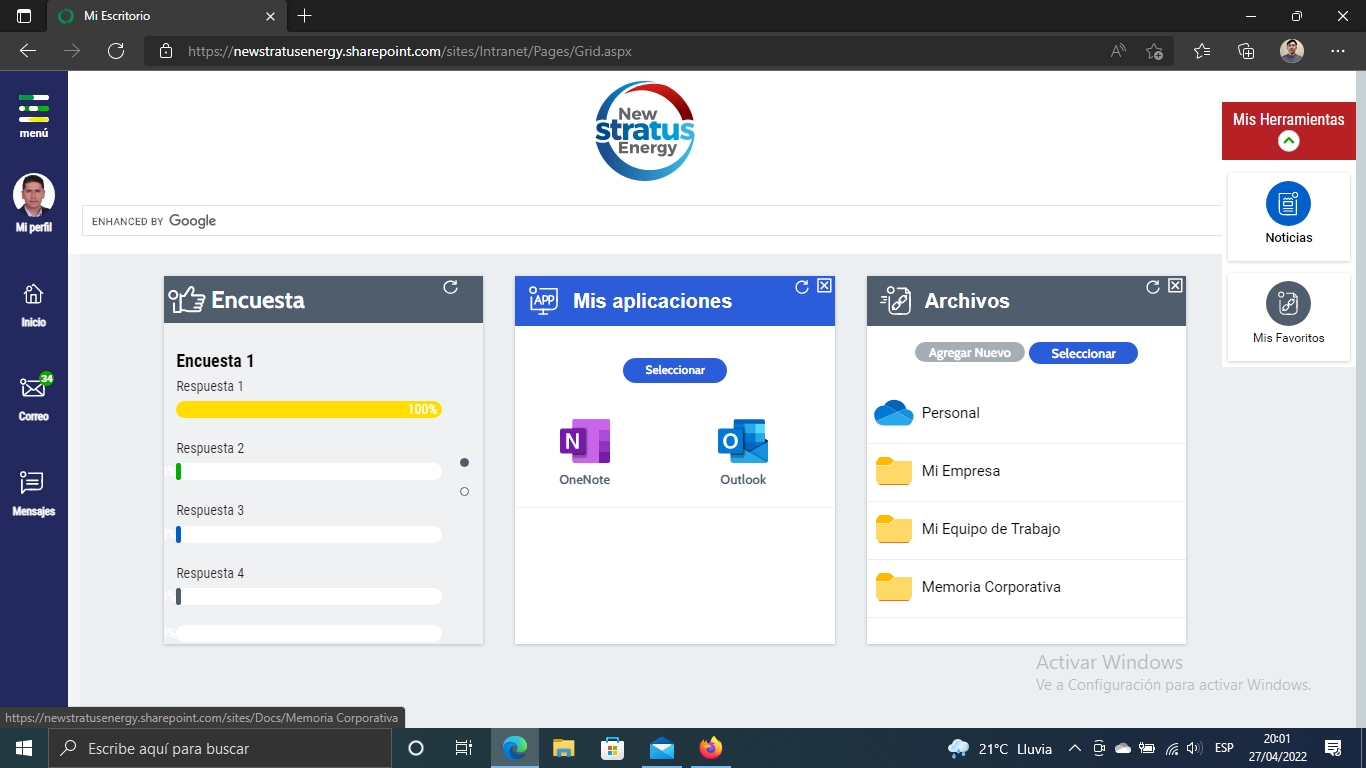 Mi Escritorio
https://newstratusenergy.sharepoint.com/sites/Intranet/Pages/Grid.aspx
menú
Mi perfil
Inicio
34
Correo
Mensajes
New
stratus
Energy
Mis Herramientas
Noticias
Mis Favoritos
ENHANCED BY Google
Encuesta
Encuesta 1
Respuesta 1
100%
Respuesta 2
Respuesta 3
Respuesta 4
APP
Mis aplicaciones
Seleccionar
N
OneNote
O
Outlook
Archivos
Agregar Nuevo
Seleccionar
Personal
Mi Empresa
Mi Equipo de Trabajo
Memoria Corporativa
Activar Windows
Ve a Configuración para activar Windows.
https://newstratusenergy.sharepoint.com/sites/Docs/Memoria Corporativa
Escribe aquí para buscar
21°C Lluvia
ESP
20:01
27/04/2022